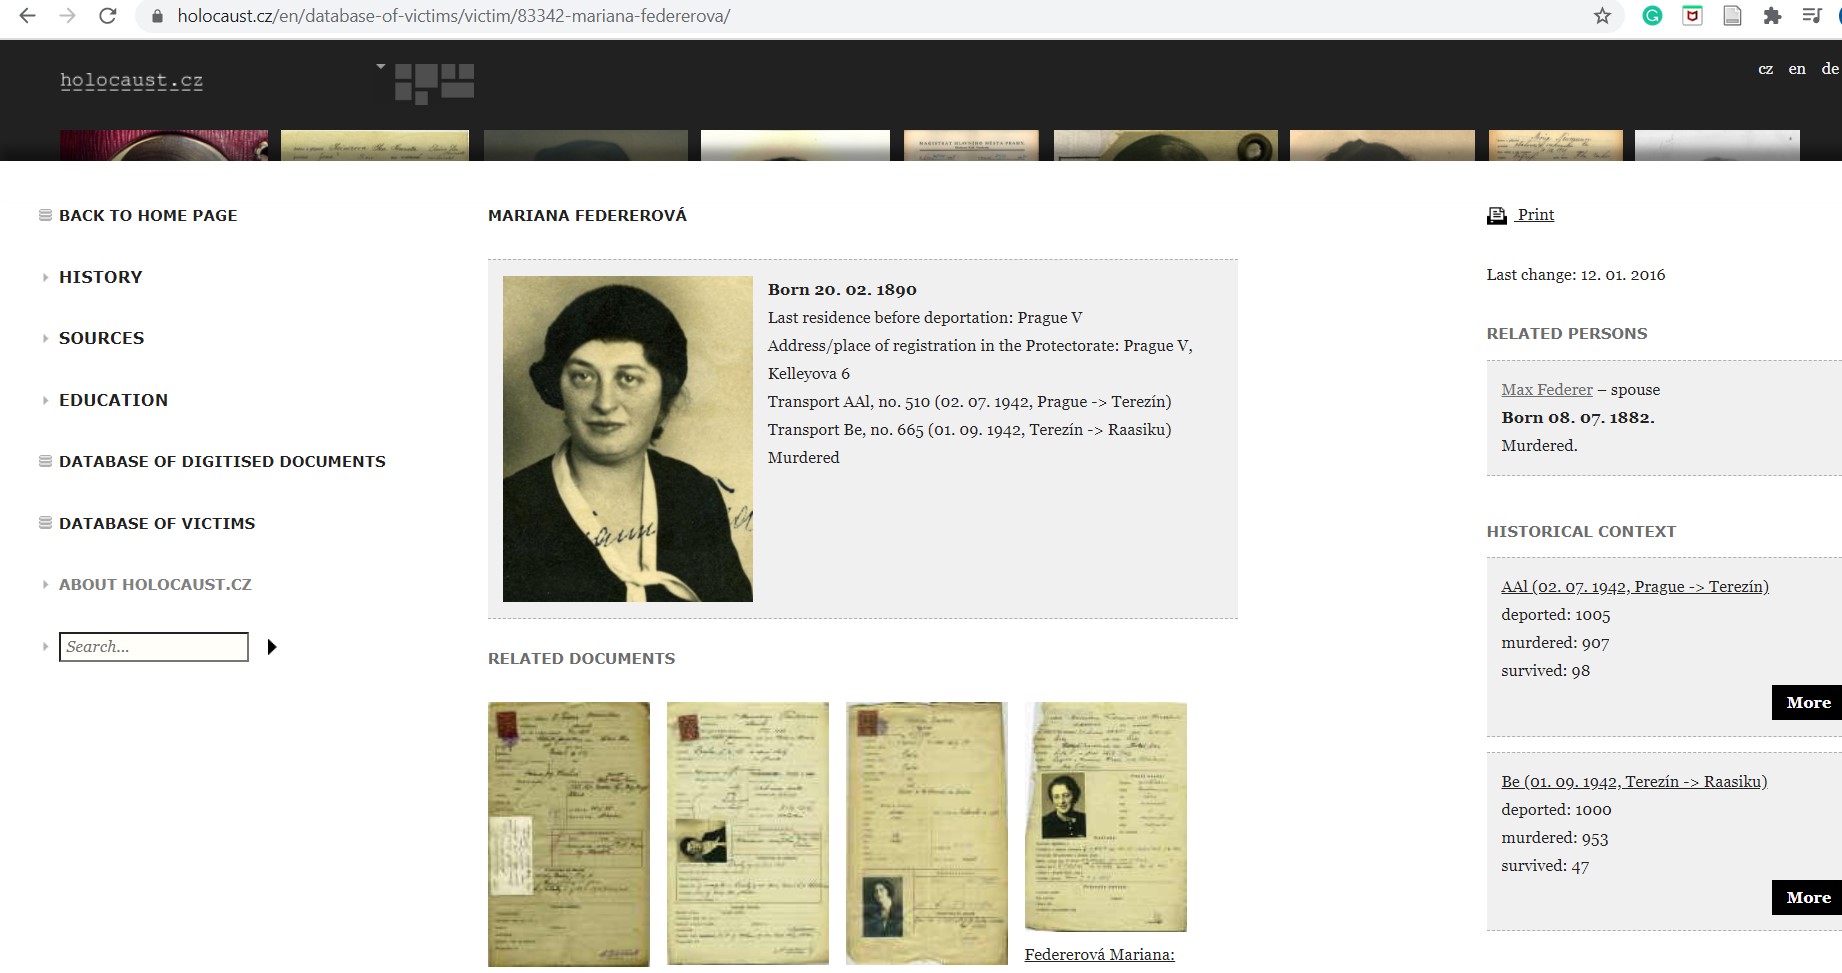 holocaust.cz/en/database-of-victims/victim/83342-mariana-federerova/
holocaust.cz
cz en de
MAGISTRÁT HLAVNÍHO MĚSTA PRAHY.
BACK TO HOME PAGE
HISTORY
SOURCES
EDUCATION
DATABASE OF DIGITISED DOCUMENTS
DATABASE OF VICTIMS
ABOUT HOLOCAUST.CZ
Search...
MARIANA FEDEREROVÁ
Born 20. 02. 1890
Last residence before deportation: Prague V
Address/place of registration in the Protectorate: Prague V,
Kelleyova 6
Transport AAl, no. 510 (02. 07. 1942, Prague -> Terezín)
Transport Be, no. 665 (01. 09. 1942, Terezín -> Raasiku)
Murdered
RELATED DOCUMENTS
Federerová Mariana:
Print
Last change: 12. 01. 2016
RELATED PERSONS
Max Federer – spouse
Born 08. 07. 1882.
Murdered.
HISTORICAL CONTEXT
AAl (02. 07. 1942, Prague -> Terezín)
deported: 1005
murdered: 907
survived: 98
More
Be (01. 09. 1942, Terezín -> Raasiku)
deported: 1000
murdered: 953
survived: 47
More